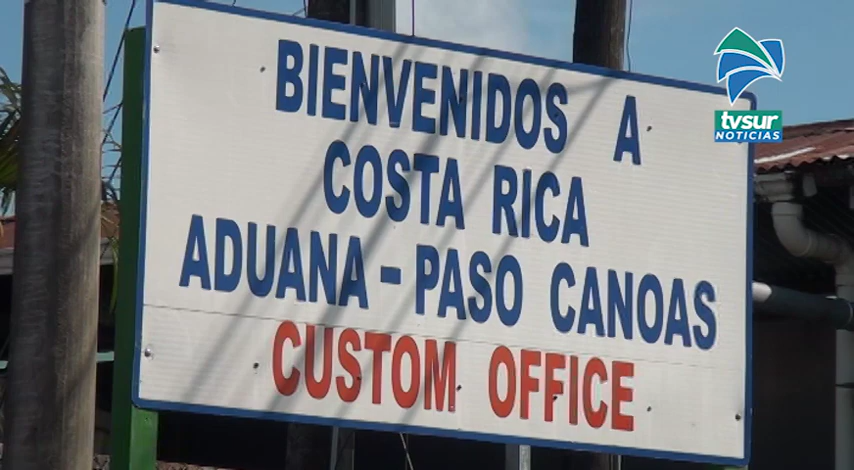 BIENVENIDOS A
COSTA RICA
ADUANA – PASO CANOAS
CUSTOM OFFICE
tvsur
NOTICIAS